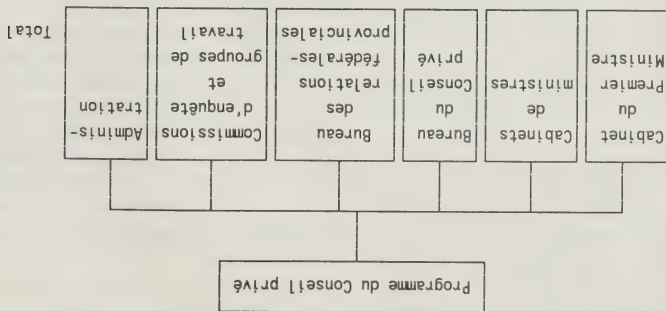 Programme du Conseil privé
Cabinet
du
Premier
Ministre
Cabinets
de
ministres
Bureau
du
Conseil
privé
Bureau
des
relations
fédérales-
provinciales
Commissions
d'enquête
et
groupes de
travail
Adminis-
tration
Total